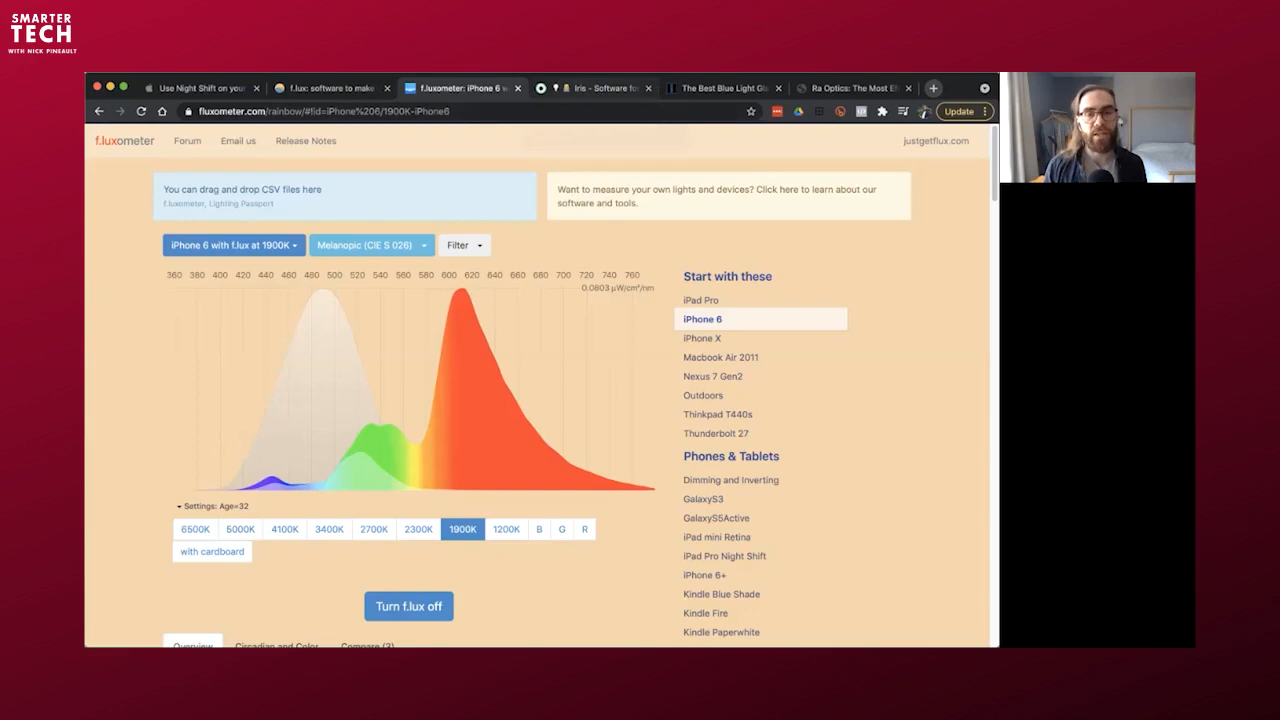 SMARTER
TECH
WITH NICK PINEAULT
Use Night Shift on your
f.lux: software to make
f.luxometer: iPhone 6 w
Iris - Software for
The Best Blue Light Gl
Ra Optics: The Most Ef
fluxometer.com/rainbow/#!id=iPhone%206/1900K-iPhone6
Update
f.luxometer
Forum
Email us
Release Notes
justgetflux.com
You can drag and drop CSV files here
f.luxometer, Lighting Passport
Want to measure your own lights and devices? Click here to learn about our
software and tools.
iPhone 6 with f.lux at 1900K
Melanopic (CIE S 026)
Filter
360 380 400 420 440 460 480 500 520 540 560 580 600 620 640 660 680 700 720 740 760
0.0803 μW/cm²/nm
Settings: Age=32
6500K 5000K 4100K 3400K 2700K 2300K 1900K 1200K B G R
with cardboard
Turn f.lux off
Overview
Circadian and Color
Compare (3)
Start with these
iPad Pro
iPhone 6
iPhone X
Macbook Air 2011
Nexus 7 Gen2
Outdoors
Thinkpad T440s
Thunderbolt 27
Phones & Tablets
Dimming and Inverting
GalaxyS3
GalaxyS5Active
iPad mini Retina
iPad Pro Night Shift
iPhone 6+
Kindle Blue Shade
Kindle Fire
Kindle Paperwhite